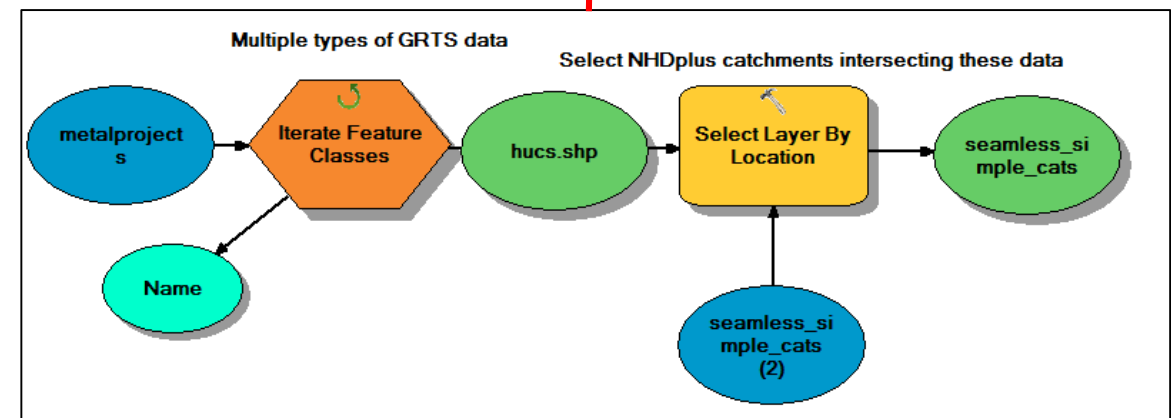 Multiple types of GRTS data
Select NHDplus catchments intersecting these data
metalproject
s
Iterate Feature
Classes
hucs.shp
Select Layer By
Location
seamless_si
mple_cats
Name
seamless_si
mple_cats
(2)